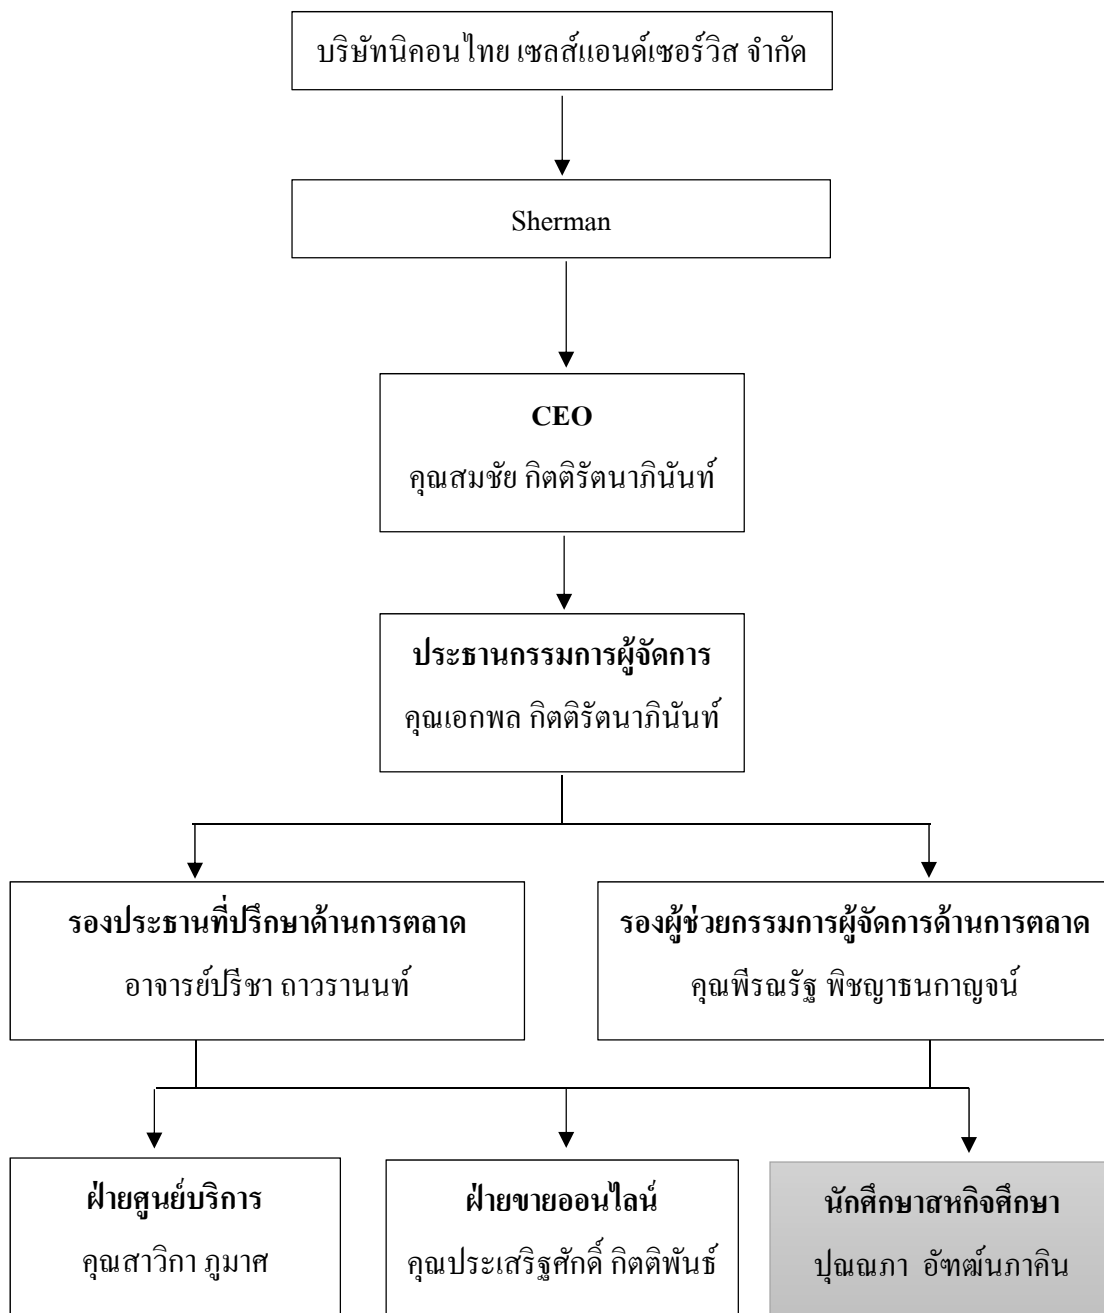 บริษัทนิคอนไทย เซลส์แอนด์เซอร์วิส จำกัด
Sherman
CEO
คุณสมชัย กิตติรัตนาภินันท์
ประธานกรรมการผู้จัดการ
คุณเอกพล กิตติรัตนาภินันท์
รองประธานที่ปรึกษาด้านการตลาด
อาจารย์ปรีชา ถาวรานนท์
รองผู้ช่วยกรรมการผู้จัดการด้านการตลาด
คุณพีรณรัฐ พิชญาธนกาญจน์
ฝ่ายศูนย์บริการ
คุณสาวิกา ภูมาศ
ฝ่ายขายออนไลน์
คุณประเสริฐศักดิ์ กิตติพันธ์
นักศึกษาสหกิจศึกษา
ปุณณภา อัฑฒ์นภาคิน